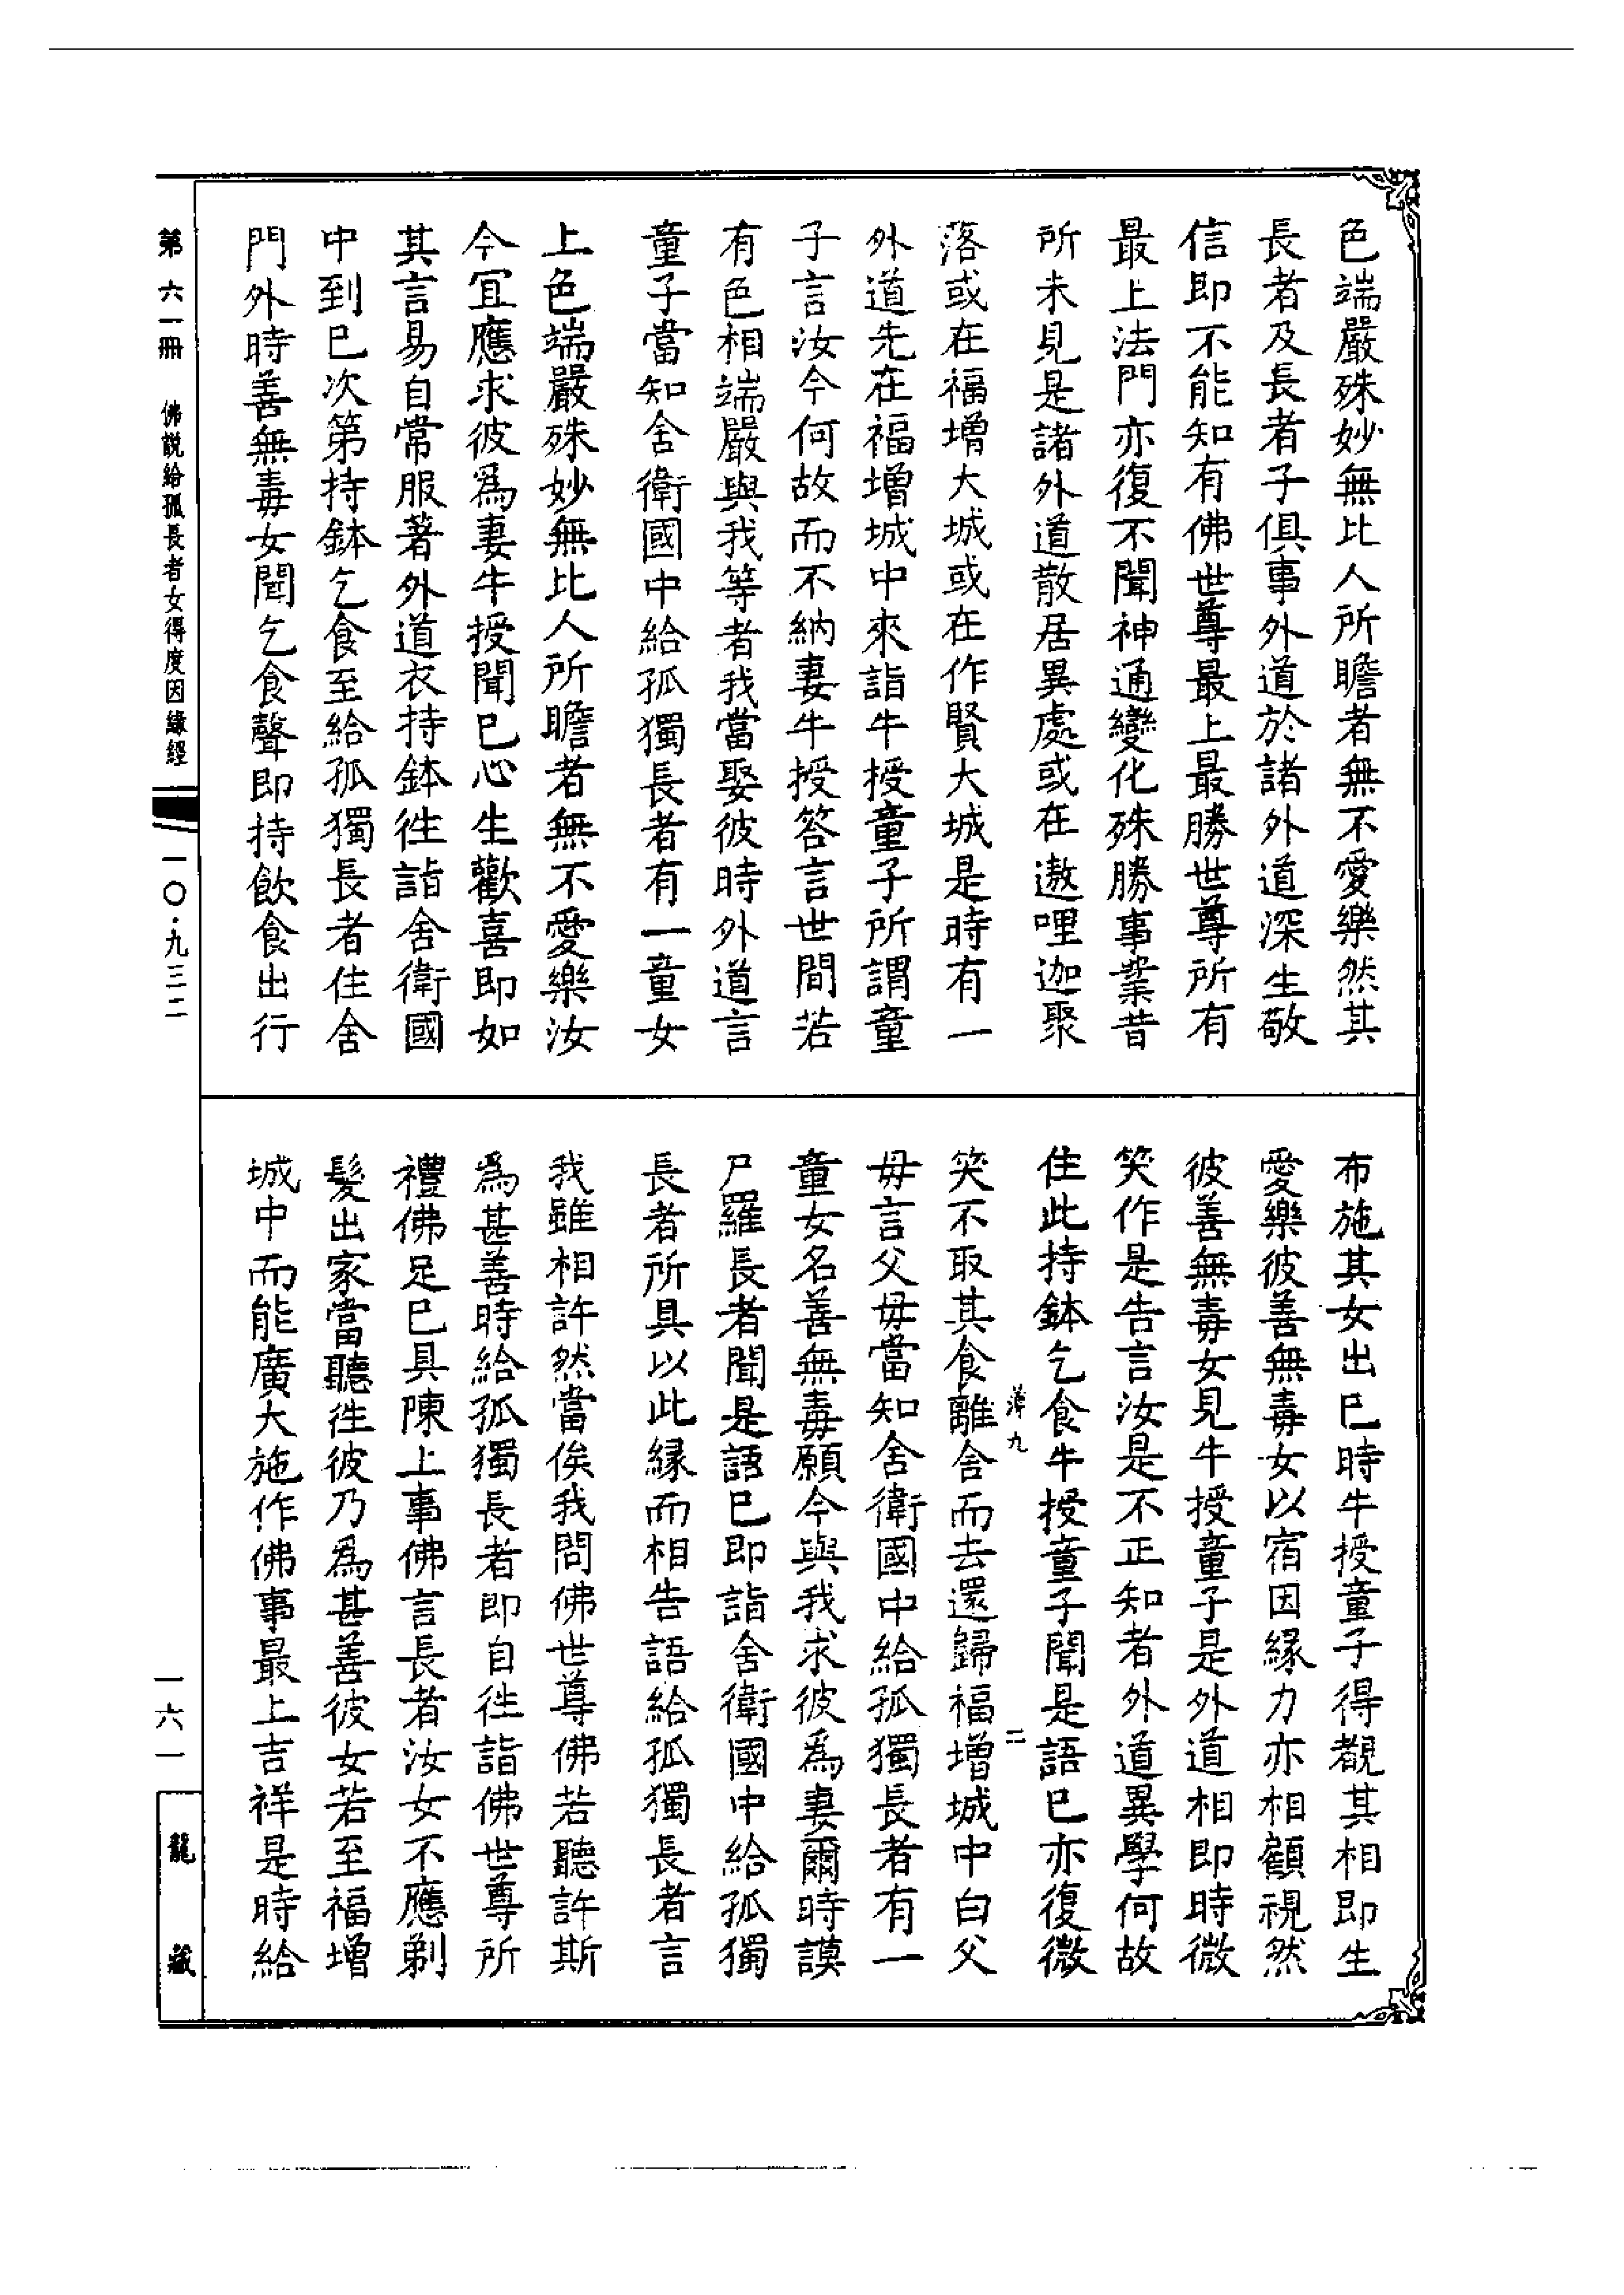 色端嚴殊妙無比人所瞻者無不愛樂然其
長者及長者子俱事外道於諸外道深生敬
信即不能知有佛世尊最上最勝世尊所有
最上法門亦復不聞神通變化殊勝事業昔
所未見是諸外道散居異處或在遨哩迦聚
落或在福增大城或在作賢大城是時有一
外道先在福增城中來詣牛授童子所謂童
子言汝今何故而不納妻牛授答言世間若
有色相端嚴與我等者我當娶彼時外道言
童子當知舍衛國中給孤獨長者有一童女
上色端嚴殊妙無比人所瞻者無不愛樂汝
今宜應求彼爲妻牛授聞已心生歡喜即如
其言易自常服著外道衣持鉢徃詣舍衛國
中到已次第持鉢乞食至給孤獨長者住舍
門外時善無毒女聞乞食聲即持飲食出行
布施其女出已時牛授童子得覩其相即生
愛樂彼善無毒女以宿因緣力亦相顧視然
彼善無毒女見牛授童子是外道相即時微
笑作是告言汝是不正知者外道異學何故
住此持鉢乞食牛授童子聞是語已亦復微
薄九 二
笑不取其食離舍而去還歸福增城中白父
母言父母當知舍衛國中給孤獨長者有一
童女名善無毒願今與我求彼爲妻爾時謨
尸羅長者聞是語已即詣舍衛國中給孤獨
長者所具以此緣而相告語給孤獨長者言
我雖相許然當俟我問佛世尊佛若聽許斯
爲甚善時給孤獨長者即自徃詣佛世尊所
禮佛足已具陳上事佛言長者汝女不應剃
髮出家當聽徃彼乃爲甚善彼女若至福增
城中而能廣大施作佛事最上吉祥是時給
第六一冊 佛説給孤長者女得度因緣經
一〇·九三二
一六一
龍藏